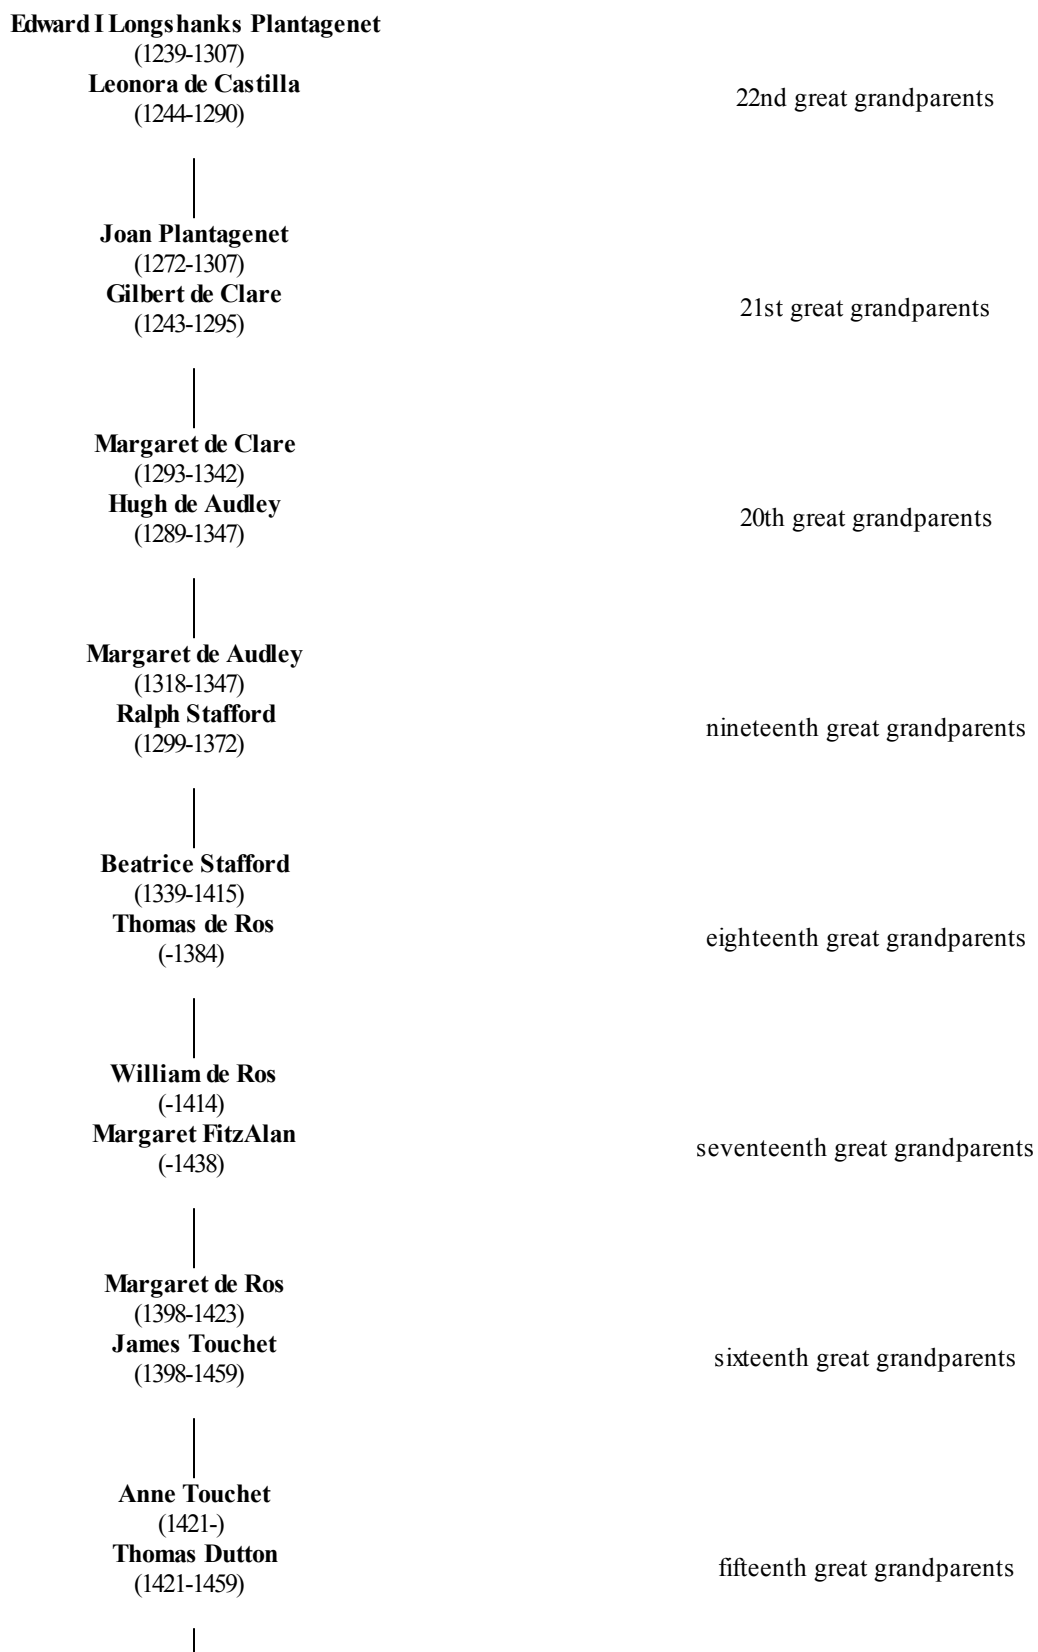 Edward I Longshanks Plantagenet
(1239-1307)
Leonora de Castilla
(1244-1290)
22nd great grandparents
Joan Plantagenet
(1272-1307)
Gilbert de Clare
(1243-1295)
21st great grandparents
Margaret de Clare
(1293-1342)
Hugh de Audley
(1289-1347)
20th great grandparents
Margaret de Audley
(1318-1347)
Ralph Stafford
(1299-1372)
nineteenth great grandparents
Beatrice Stafford
(1339-1415)
Thomas de Ros
(-1384)
eighteenth great grandparents
William de Ros
(-1414)
Margaret FitzAlan
(-1438)
seventeenth great grandparents
Margaret de Ros
(1398-1423)
James Touchet
(1398-1459)
sixteenth great grandparents
Anne Touchet
(1421-)
Thomas Dutton
(1421-1459)
fifteenth great grandparents